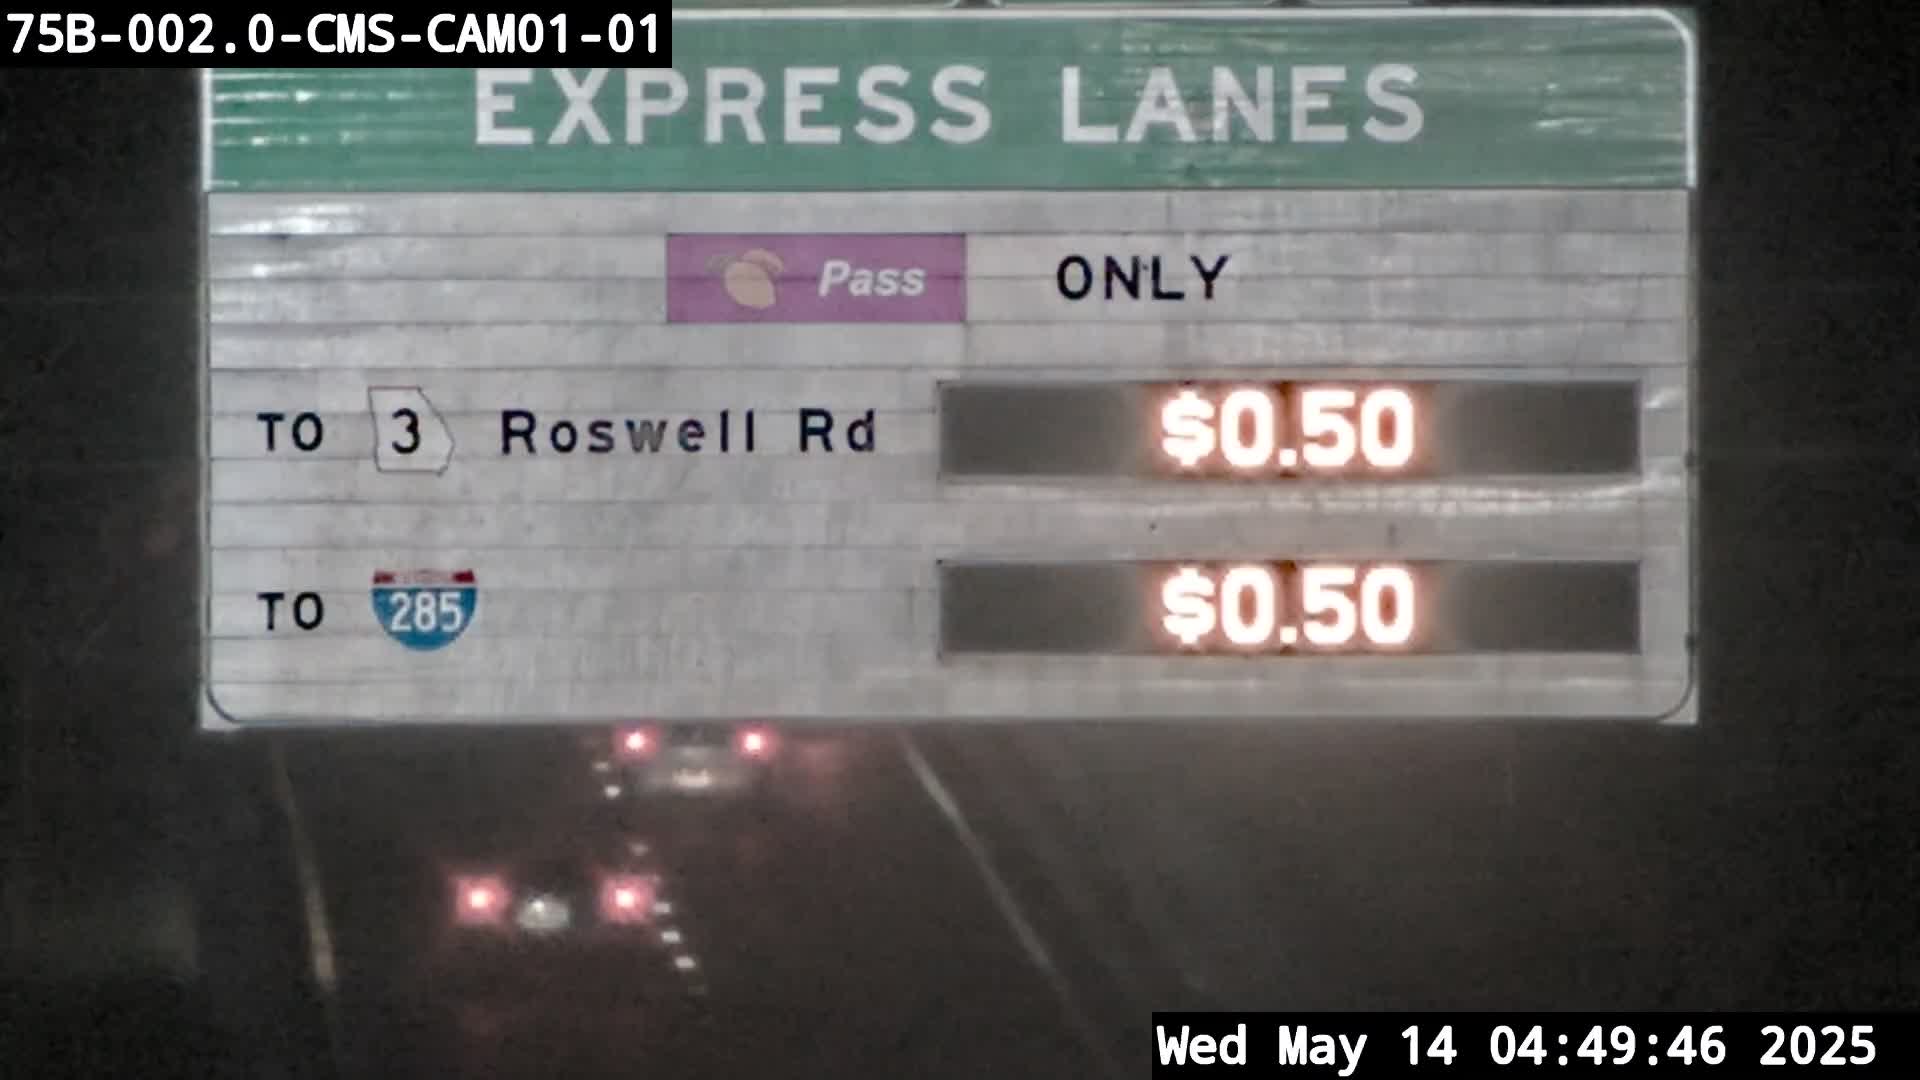 75B-002.0-CMS-CAM01-01
EXPRESS LANES
Pass ONLY
TO 3 Roswell Rd $0.50
TO 285 $0.50
Wed May 14 04:49:46 2025